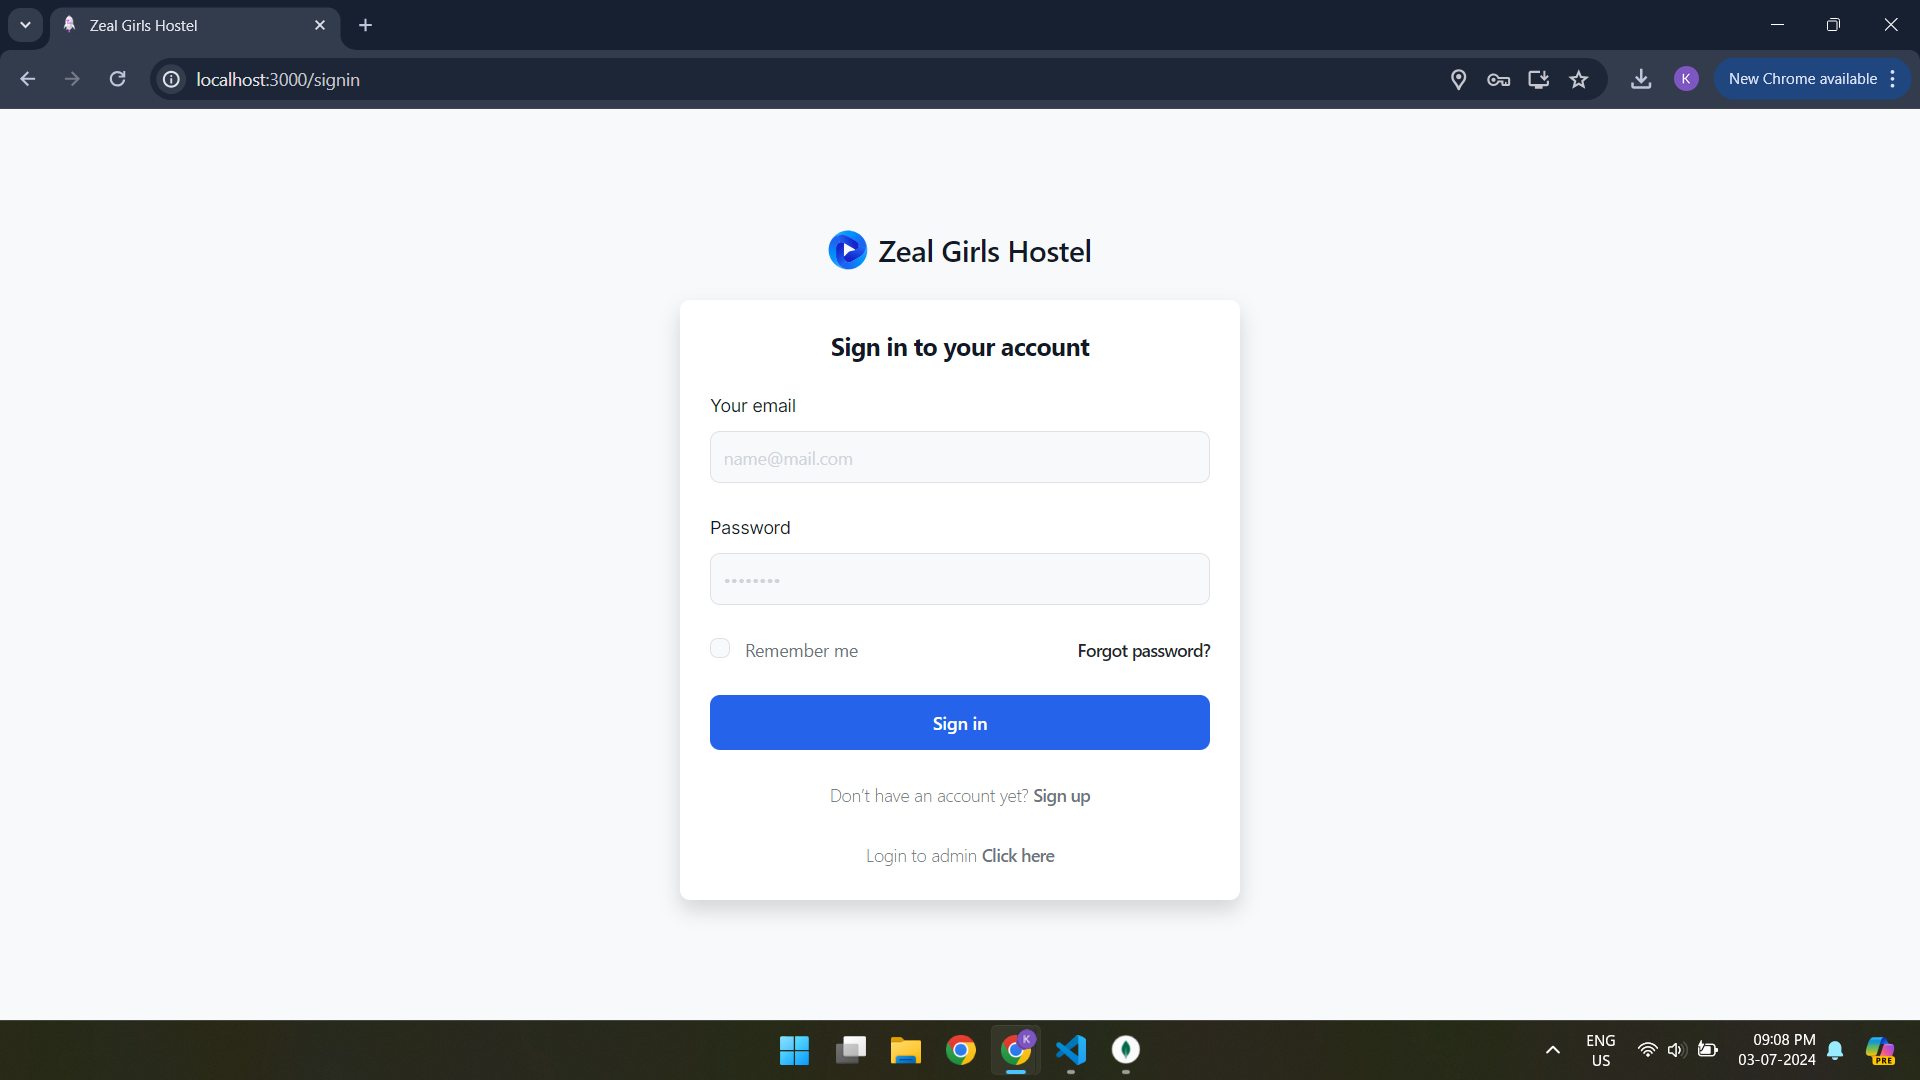 Zeal Girls Hostel
localhost:3000/signin
K
New Chrome available
Zeal Girls Hostel
Sign in to your account
Your email
name@mail.com
Password
Remember me
Forgot password?
Sign in
Don't have an account yet? Sign up
Login to admin Click here
K
ENG
US
09:08 PM
03-07-2024
PRE